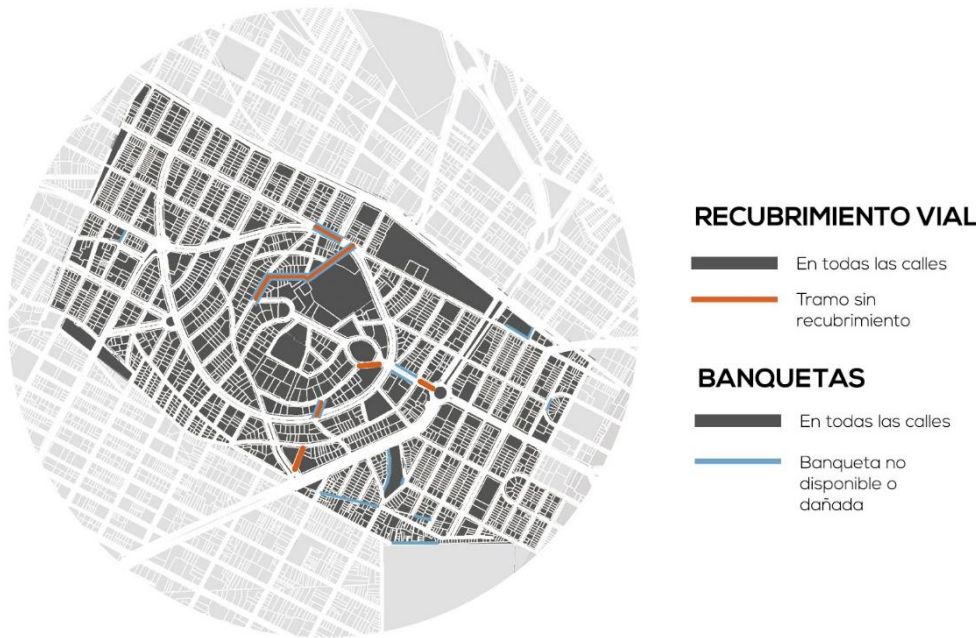 RECUBRIMIENTO VIAL
En todas las calles
Tramo sin
recubrimiento
BANQUETAS
En todas las calles
Banqueta no
disponible o
dañada